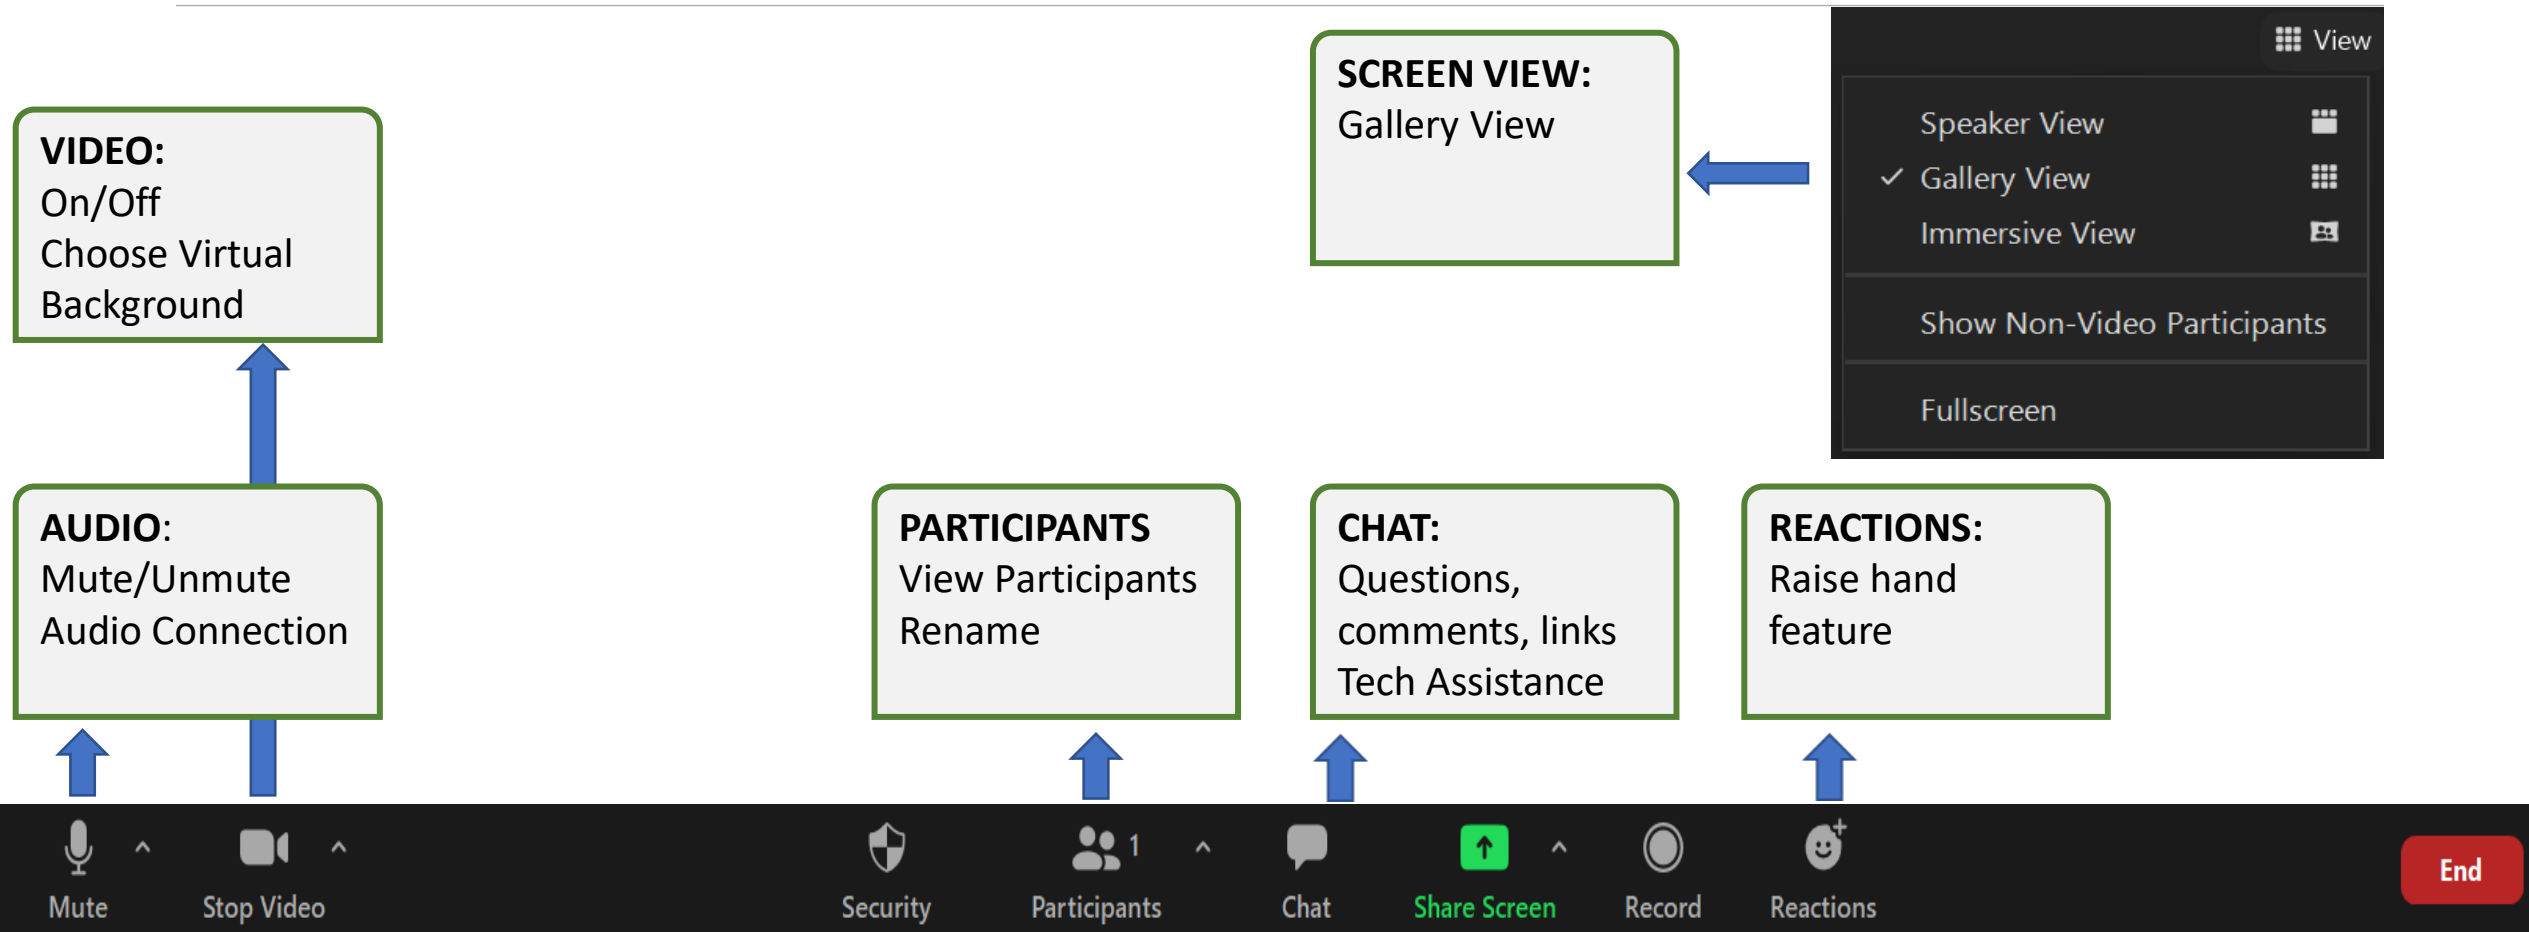 View
Speaker View
Gallery View
Immersive View
Show Non-Video Participants
Fullscreen
SCREEN VIEW:
Gallery View
VIDEO:
On/Off
Choose Virtual
Background
AUDIO:
Mute/Unmute
Audio Connection
PARTICIPANTS
View Participants
Rename
CHAT:
Questions,
comments, links
Tech Assistance
REACTIONS:
Raise hand
feature
1
Mute
Stop Video
Security
Participants
Chat
Share Screen
Record
Reactions
End